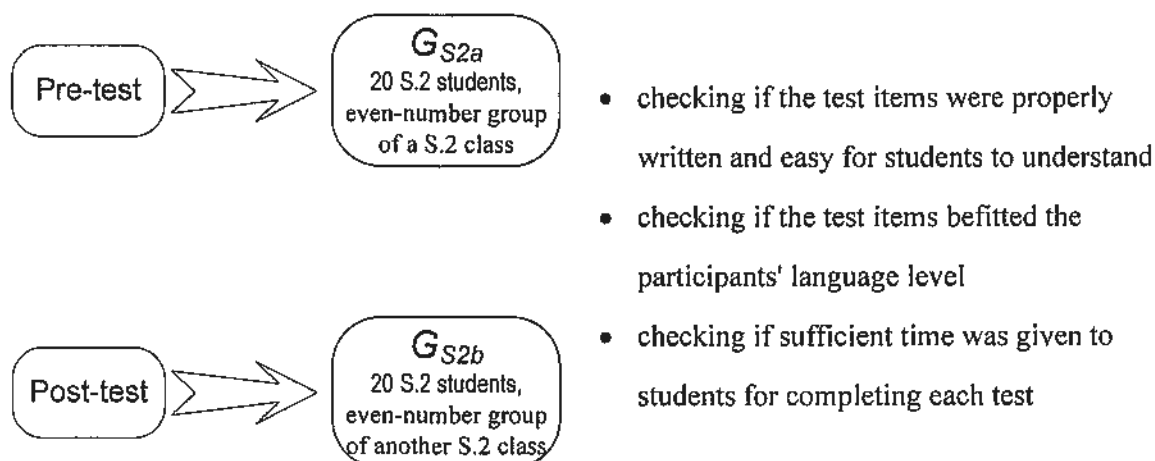 Pre-test
G S2a
20 S.2 students,
even-number group
of a S.2 class
• checking if the test items were properly
written and easy for students to understand
• checking if the test items befitted the
participants' language level
• checking if sufficient time was given to
students for completing each test
Post-test
G S2b
20 S.2 students,
even-number group
of another S.2 class